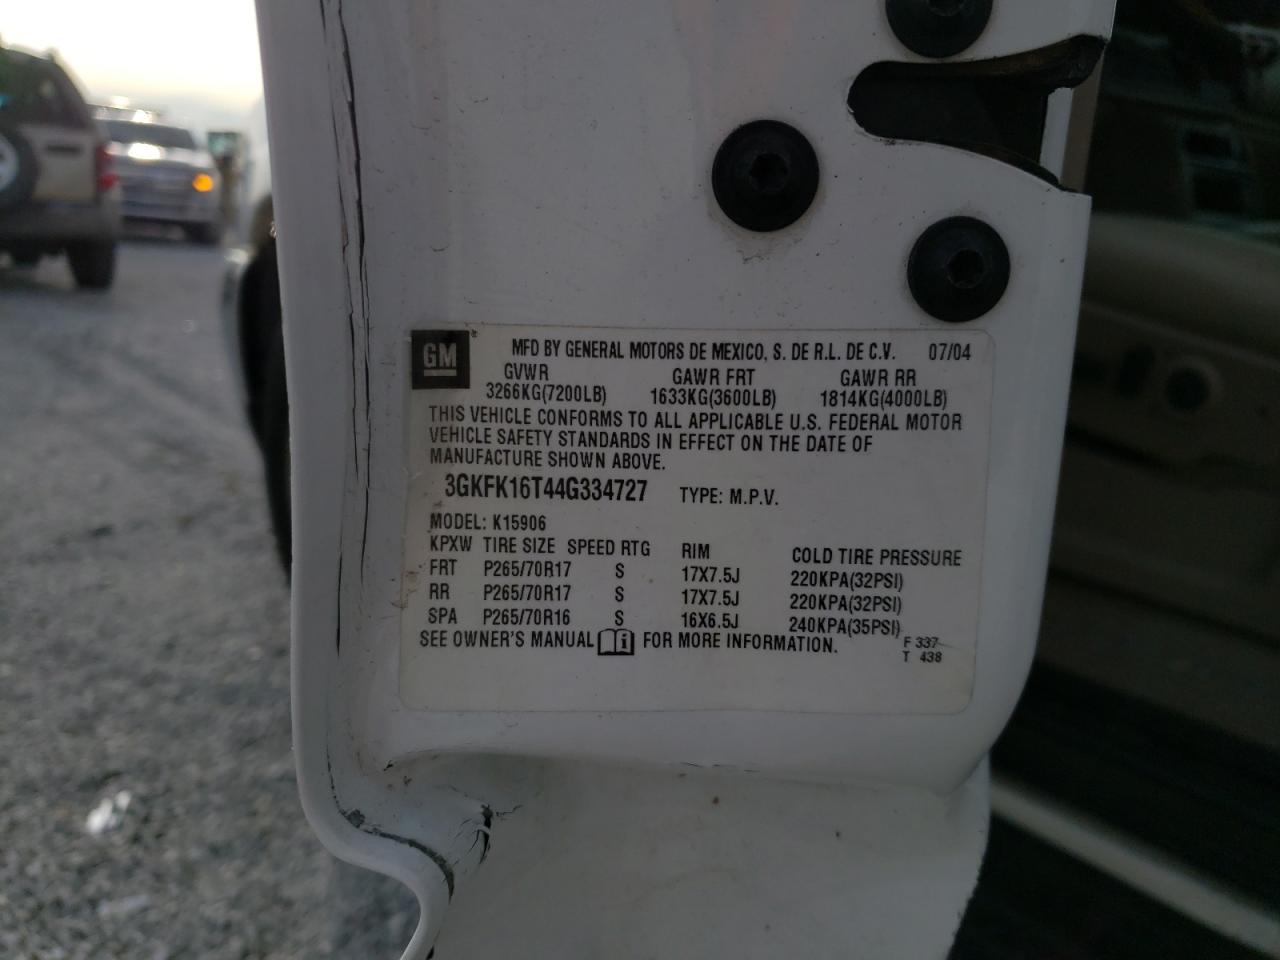 GM
MFD BY GENERAL MOTORS DE MEXICO, S. DE R.L. DE C.V. 07/04
GVWR GAWR FRT GAWR RR
3266KG(7200LB) 1633KG(3600LB) 1814KG(4000LB)
THIS VEHICLE CONFORMS TO ALL APPLICABLE U.S. FEDERAL MOTOR
VEHICLE SAFETY STANDARDS IN EFFECT ON THE DATE OF
MANUFACTURE SHOWN ABOVE.
3GKFK16T44G334727 TYPE: M.P.V.
MODEL: K15906
KPXW TIRE SIZE SPEED RTG RIM COLD TIRE PRESSURE
FRT P265/70R17 S 17X7.5J 220KPA(32PSI)
RR P265/70R17 S 17X7.5J 220KPA(32PSI)
SPA P265/70R16 S 16X6.5J 240KPA(35PSI)
SEE OWNER'S MANUAL i FOR MORE INFORMATION.
F 337
T 438